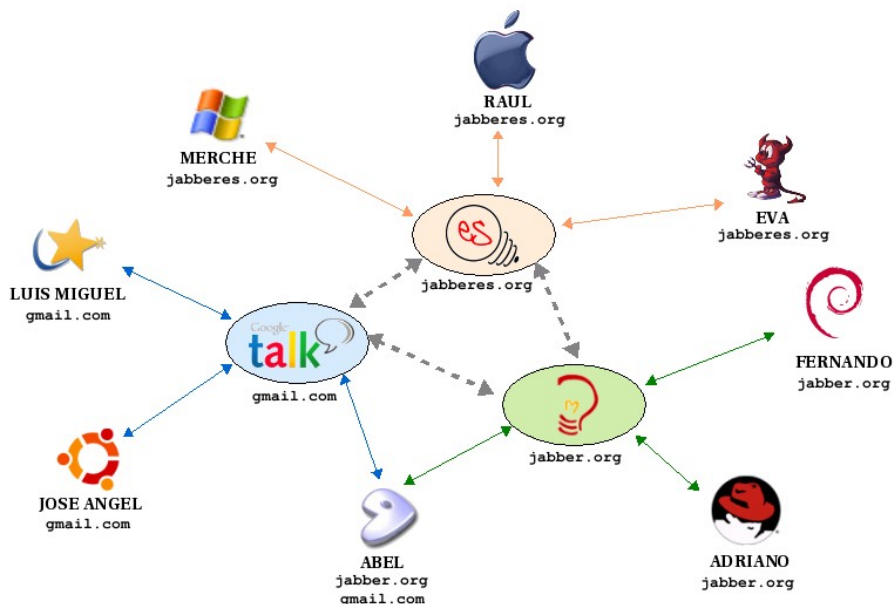 RAUL
jabberes.org
MERCHE
jabberes.org
EVA
jabberes.org
eS
jabberes.org
LUIS MIGUEL
gmail.com
Google
talk
gmail.com
FERNANDO
jabber.org
jabber.org
JOSE ANGEL
gmail.com
ABEL
jabber.org
gmail.com
ADRIANO
jabber.org